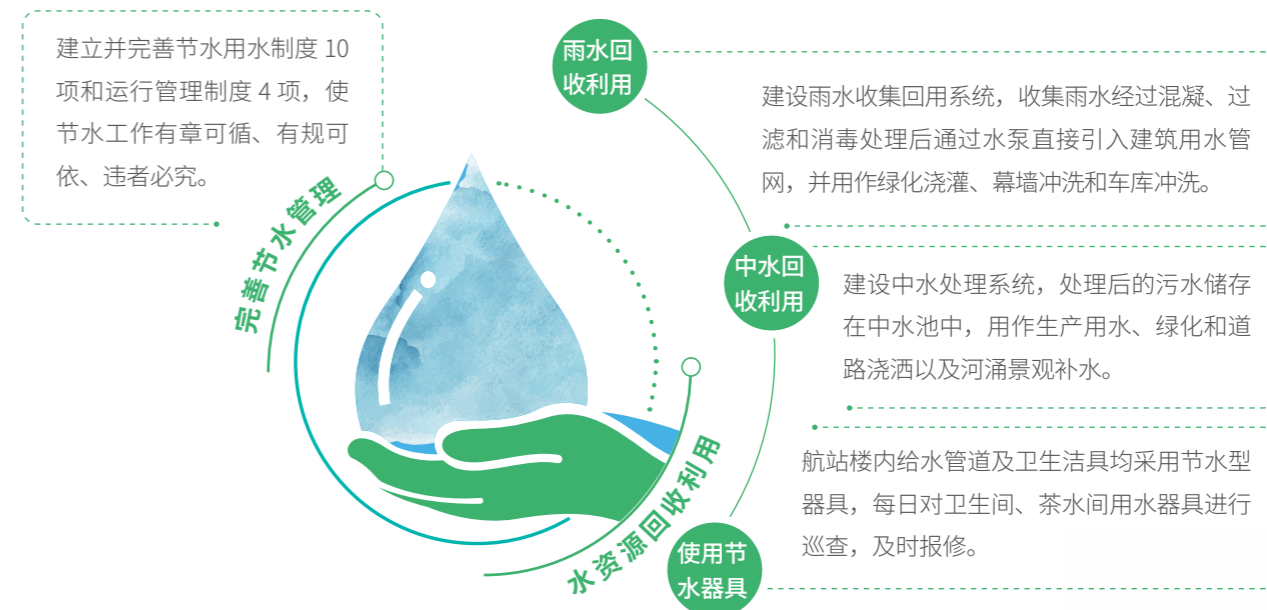 建立并完善节水用水制度 10
项和运行管理制度 4 项，使
节水工作有章可循、有规可
依、违者必究。
完善节水管理
雨水回
收利用
建设雨水收集回用系统，收集雨水经过混凝、过
滤和消毒处理后通过水泵直接引入建筑用水管
网，并用作绿化浇灌、幕墙冲洗和车库冲洗。
中水回
收利用
建设中水处理系统，处理后的污水储存
在中水池中，用作生产用水、绿化和道
路浇洒以及河涌景观补水。
水资源回收利用
使用节
水器具
航站楼内给水管道及卫生洁具均采用节水型
器具，每日对卫生间、茶水间用水器具进行
巡查，及时报修。